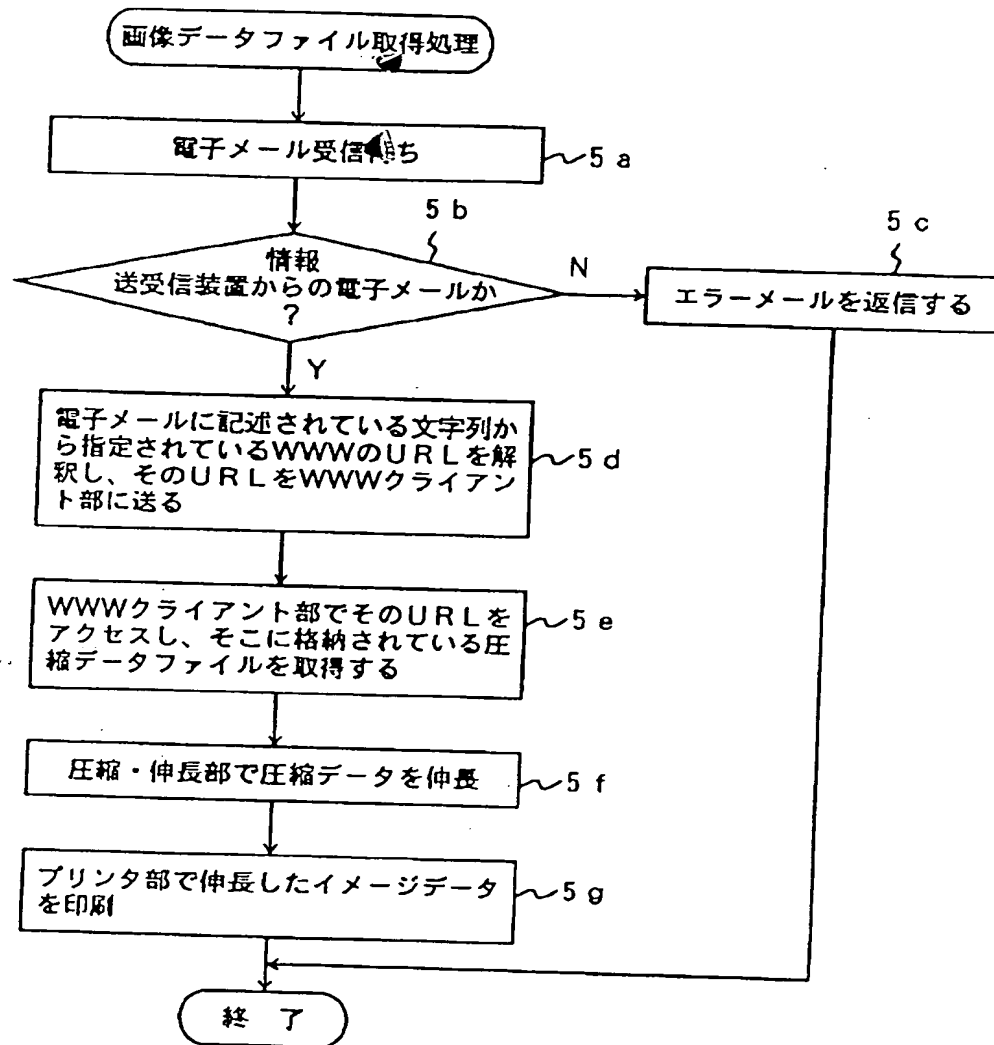 画像データファイル取得処理
電子メール受信待ち
5a
5b
情報
送受信装置からの電子メールか
?
N
5c
エラーメールを返信する
Y
電子メールに記述されている文字列か
ら指定されているWWWのURLを解
釈し、そのURLをWWWクライアン
ト部に送る
5d
WWWクライアント部でそのURLを
アクセスし、そこに格納されている圧
縮データファイルを取得する
5e
圧縮・伸長部で圧縮データを伸長
5f
プリンタ部で伸長したイメージデータ
を印刷
5g
終 了